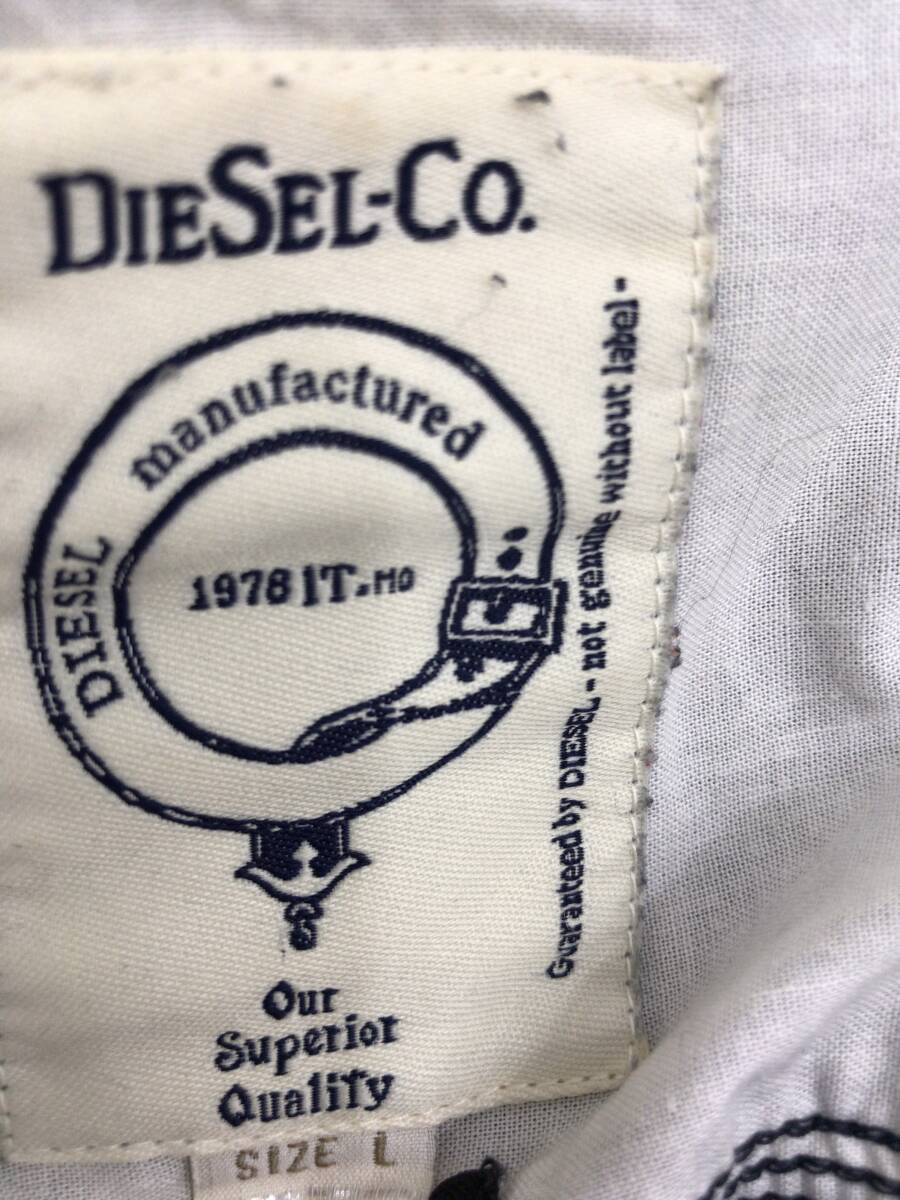 DIESEL-CO.
DIESEL manufactured
1978 IT.MO
Guaranteed by DIESEL - not genuine without label -
Our
Superior
Quality
SIZE L